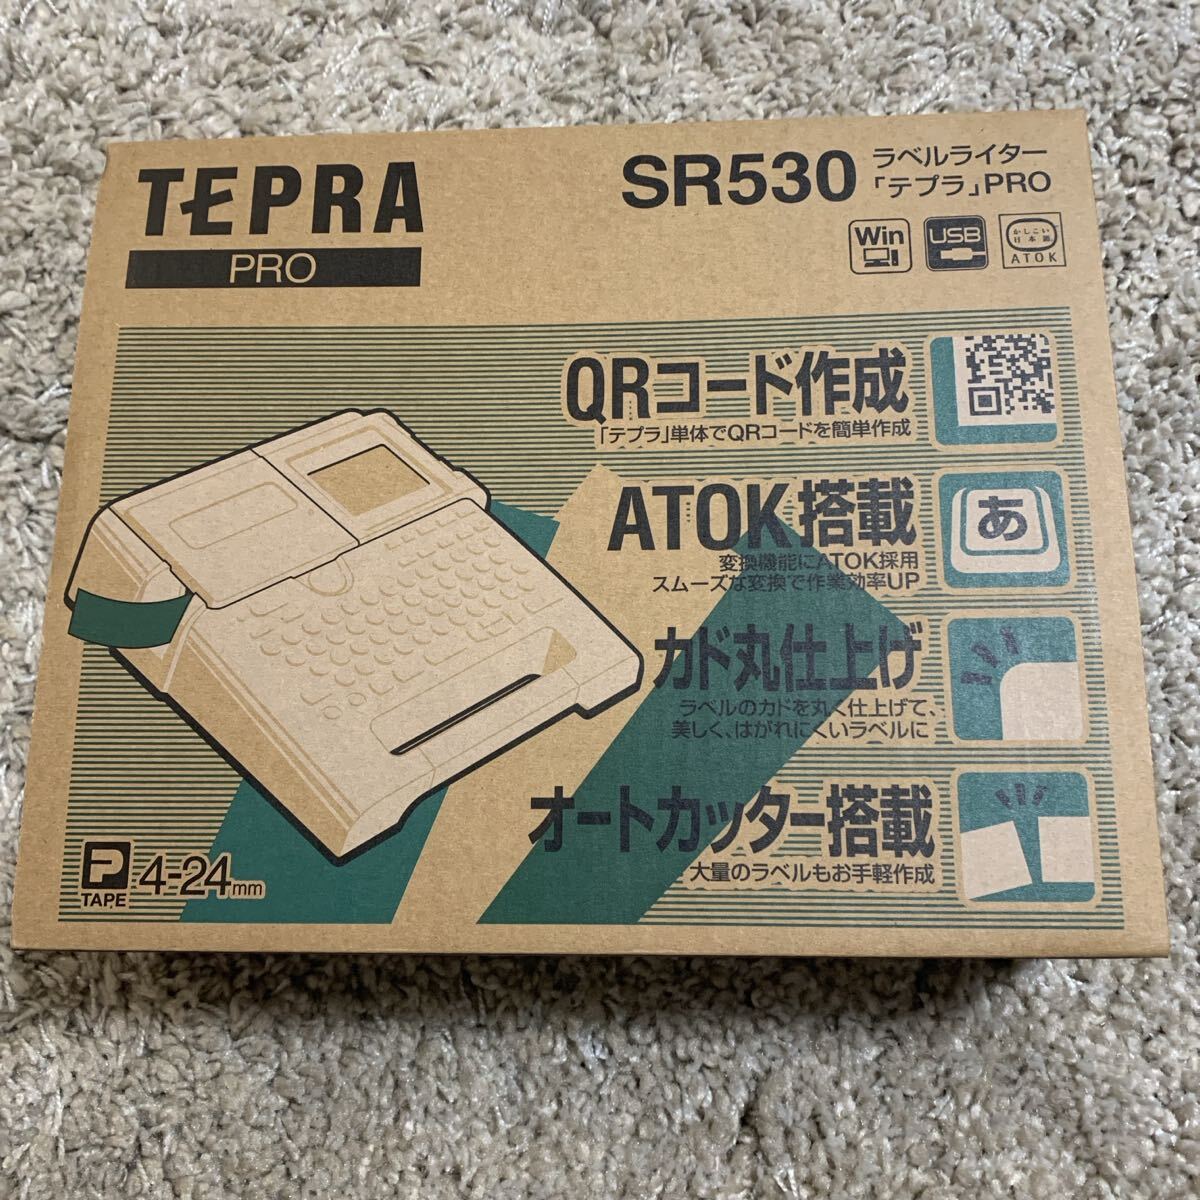 TEPRA
PRO
SR530
ラベルライター
「テプラ」PRO
Win
USB
かしこい
日本語
ATOK
QRコード作成
「テプラ」単体でQRコードを簡単作成
ATOK搭載
変換機能にATOK採用
スムーズな変換で作業効率UP
あ
カド丸仕上げ
ラベルのカドを丸く仕上げて、
美しく、はがれにくいラベルに
オートカッター搭載
大量のラベルもお手軽作成
P
TAPE
4-24mm